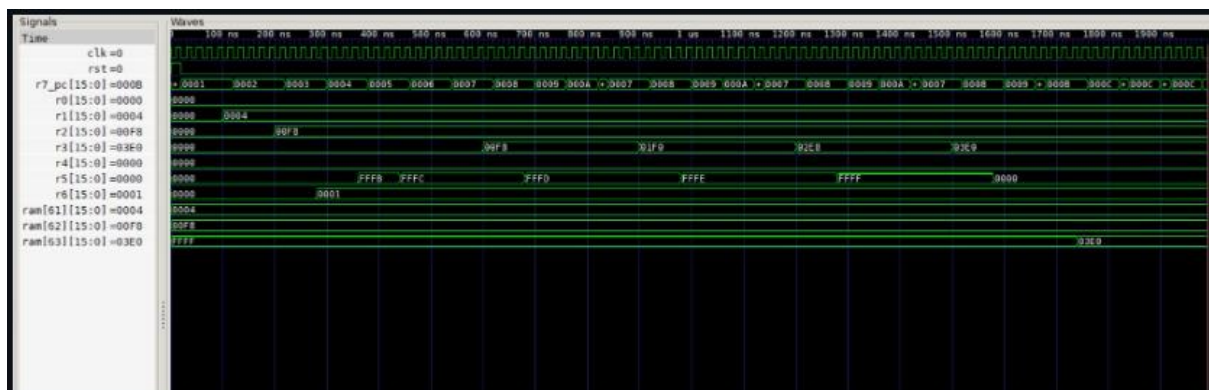 Signals
Waves
Time
100 ns 200 ns 300 ns 400 ns 500 ns 600 ns 700 ns 800 ns 900 ns 1 us 1100 ns 1200 ns 1300 ns 1400 ns 1500 ns 1600 ns 1700 ns 1800 ns 1900 ns
clk=0
rst=0
r7_pc[15:0]=000B
+ 0001 0002 0003 0004 0005 0006 0007 0008 0009 000A + 0007 0008 0009 000A + 0007 0008 0009 000A + 0007 0008 0009 + 000B 000C + 000C + 000C
r0[15:0]=0000
0000
r1[15:0]=0004
0000 0004
r2[15:0]=00F8
0000 00F8
r3[15:0]=03E0
0000 00F8 01F0 02E8 03E0
r4[15:0]=0000
0000
r5[15:0]=0000
0000 FFFB FFFC FFFD FFFE FFFF 0000
r6[15:0]=0001
0000 0001
ram[61][15:0]=0004
0004
ram[62][15:0]=00F8
00F8
ram[63][15:0]=03E0
FFFF 03E0